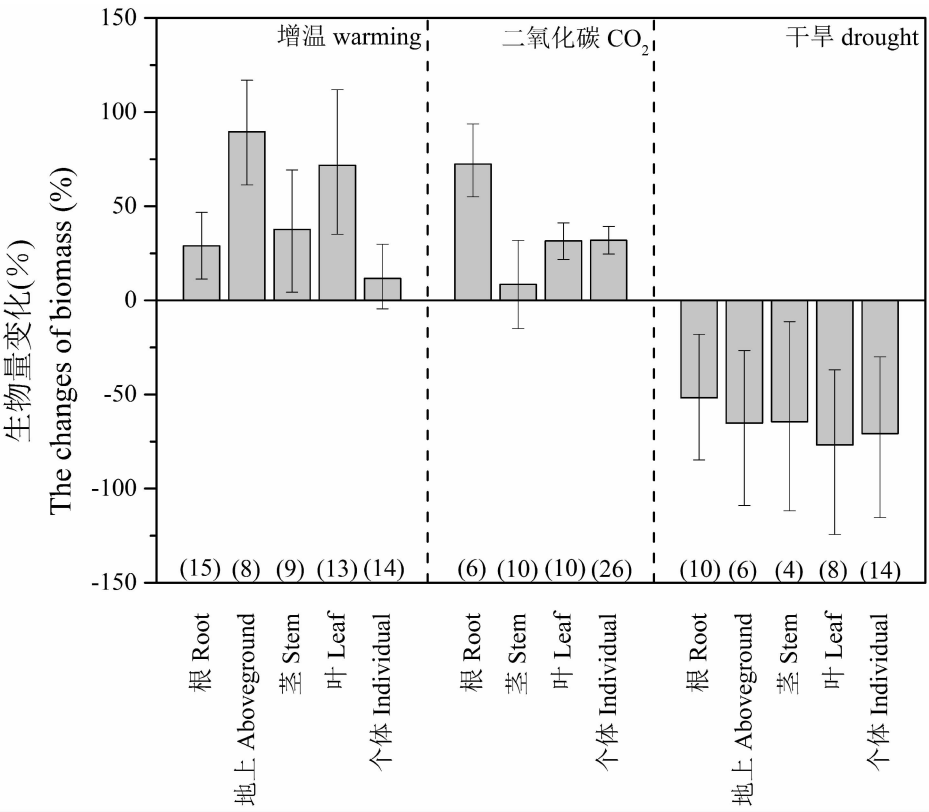 生物量变化(%)
The changes of biomass (%)
150
100
50
0
-50
-100
-150
增温 warming
二氧化碳 CO₂
干旱 drought
(15) (8) (9) (13) (14) (6) (10) (10) (26) (10) (6) (4) (8) (14)
根 Root
地上 Aboveground
茎 Stem
叶 Leaf
个体 Individual
根 Root
茎 Stem
叶 Leaf
个体 Individual
根 Root
地上 Aboveground
茎 Stem
叶 Leaf
个体 Individual